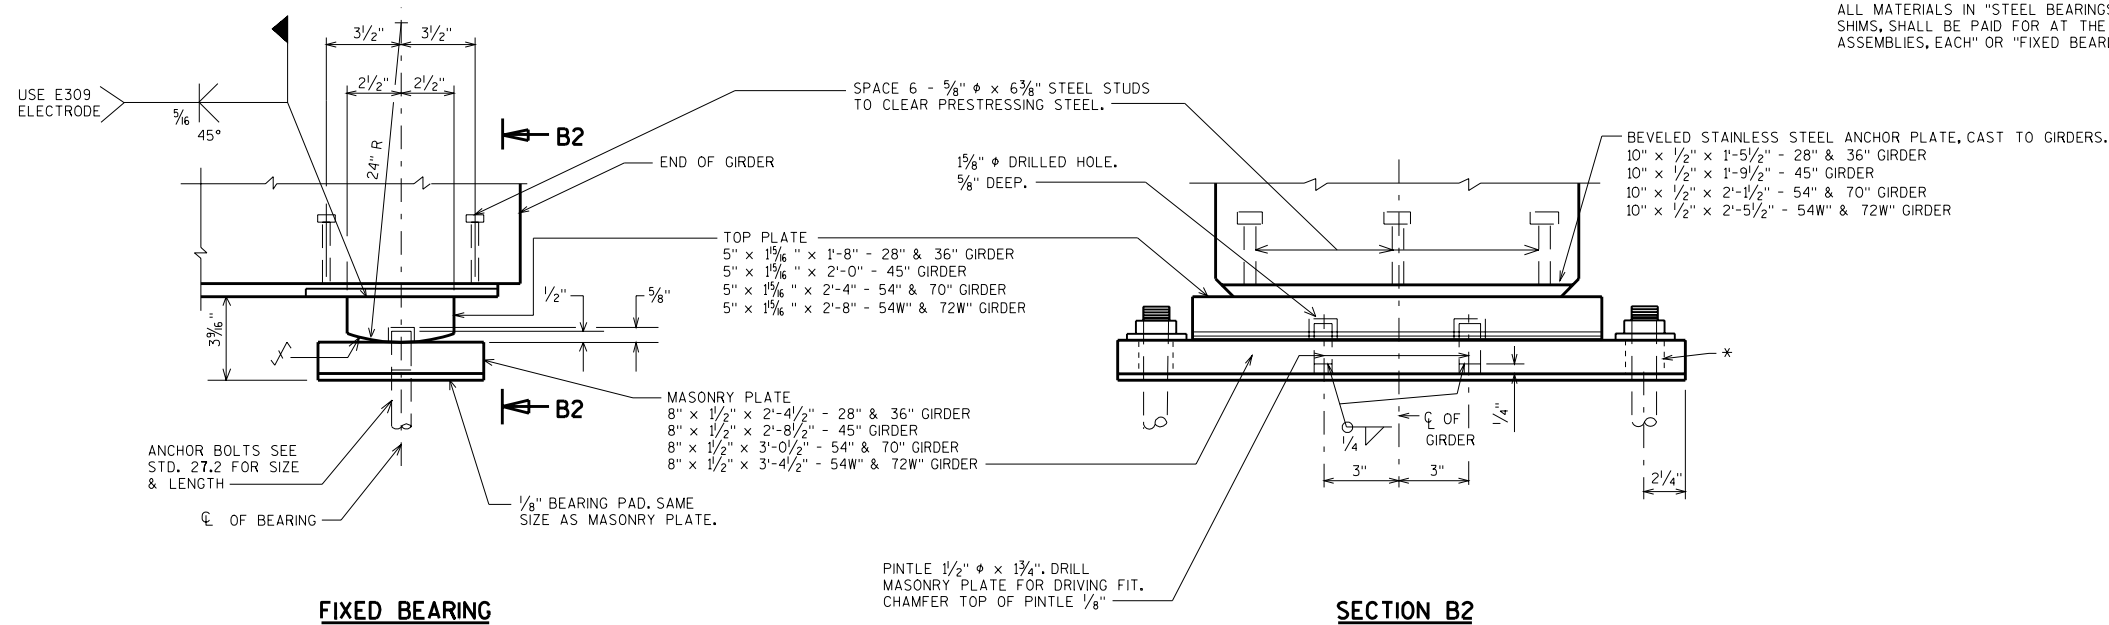 ALL MATERIALS IN "STEEL BEARINGS
SHIMS, SHALL BE PAID FOR AT THE
ASSEMBLIES, EACH" OR "FIXED BEARI
3½" 3½"
2½" 2½"
USE E309
ELECTRODE
5/16
45°
24" R
B2
END OF GIRDER
SPACE 6 - ⅝" φ x 6⅜" STEEL STUDS
TO CLEAR PRESTRESSING STEEL.
1⅝" φ DRILLED HOLE.
⅝" DEEP.
BEVELED STAINLESS STEEL ANCHOR PLATE, CAST TO GIRDERS.
10" x ½" x 1'-5½" - 28" & 36" GIRDER
10" x ½" x 1'-9½" - 45" GIRDER
10" x ½" x 2'-1½" - 54" & 70" GIRDER
10" x ½" x 2'-5½" - 54W" & 72W" GIRDER
TOP PLATE
5" x 1 15/16 " x 1'-8" - 28" & 36" GIRDER
5" x 1 15/16 " x 2'-0" - 45" GIRDER
5" x 1 15/16 " x 2'-4" - 54" & 70" GIRDER
5" x 1 15/16 " x 2'-8" - 54W" & 72W" GIRDER
½" ⅝"
3 9/16"
*
B2
MASONRY PLATE
8" x 1½" x 2'-4½" - 28" & 36" GIRDER
8" x 1½" x 2'-8½" - 45" GIRDER
8" x 1½" x 3'-0½" - 54" & 70" GIRDER
8" x 1½" x 3'-4½" - 54W" & 72W" GIRDER
ANCHOR BOLTS SEE
STD. 27.2 FOR SIZE
& LENGTH
℄ OF BEARING
⅛" BEARING PAD. SAME
SIZE AS MASONRY PLATE.
¼
℄ OF
GIRDER
¼"
3" 3"
2¼"
PINTLE 1½" φ x 1¾". DRILL
MASONRY PLATE FOR DRIVING FIT.
CHAMFER TOP OF PINTLE ⅛"
FIXED BEARING
SECTION B2